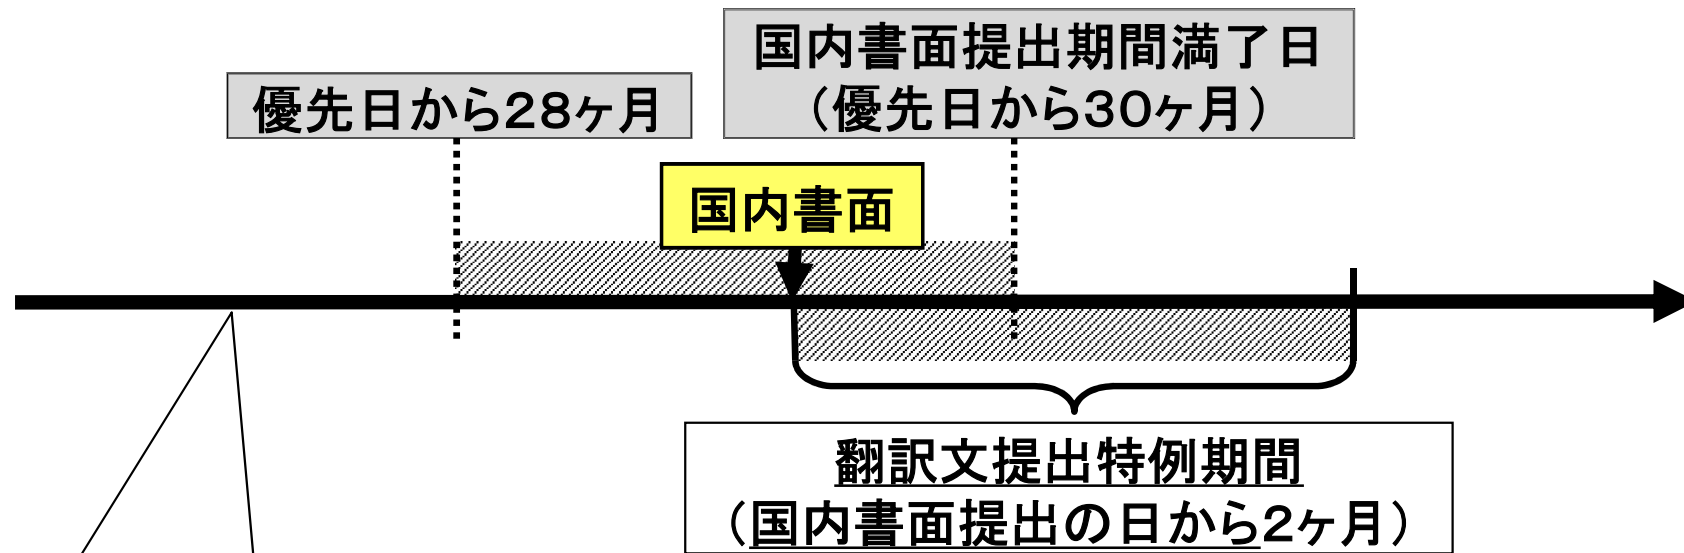 国内書面提出期間満了日
（優先日から30ヶ月）
優先日から28ヶ月
国内書面
翻訳文提出特例期間
（国内書面提出の日から2ヶ月）